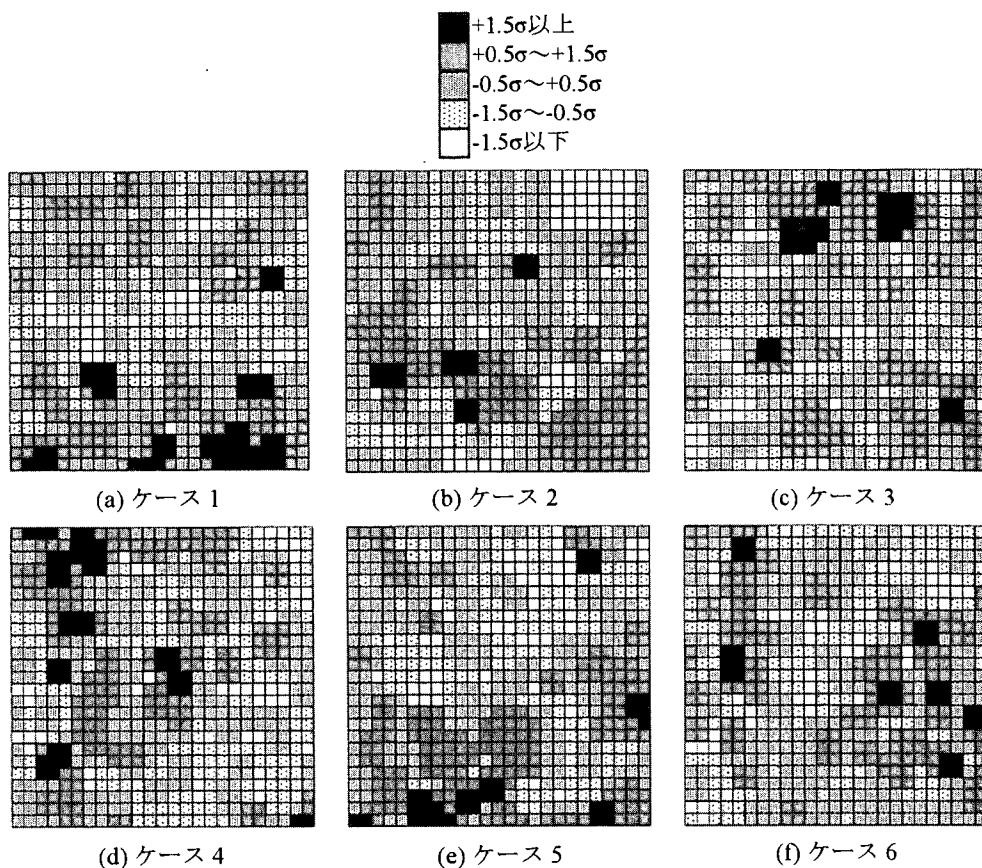 +1.5σ以上
+0.5σ～+1.5σ
-0.5σ～+0.5σ
-1.5σ～-0.5σ
-1.5σ以下
(a) ケース 1
(b) ケース 2
(c) ケース 3
(d) ケース 4
(e) ケース 5
(f) ケース 6